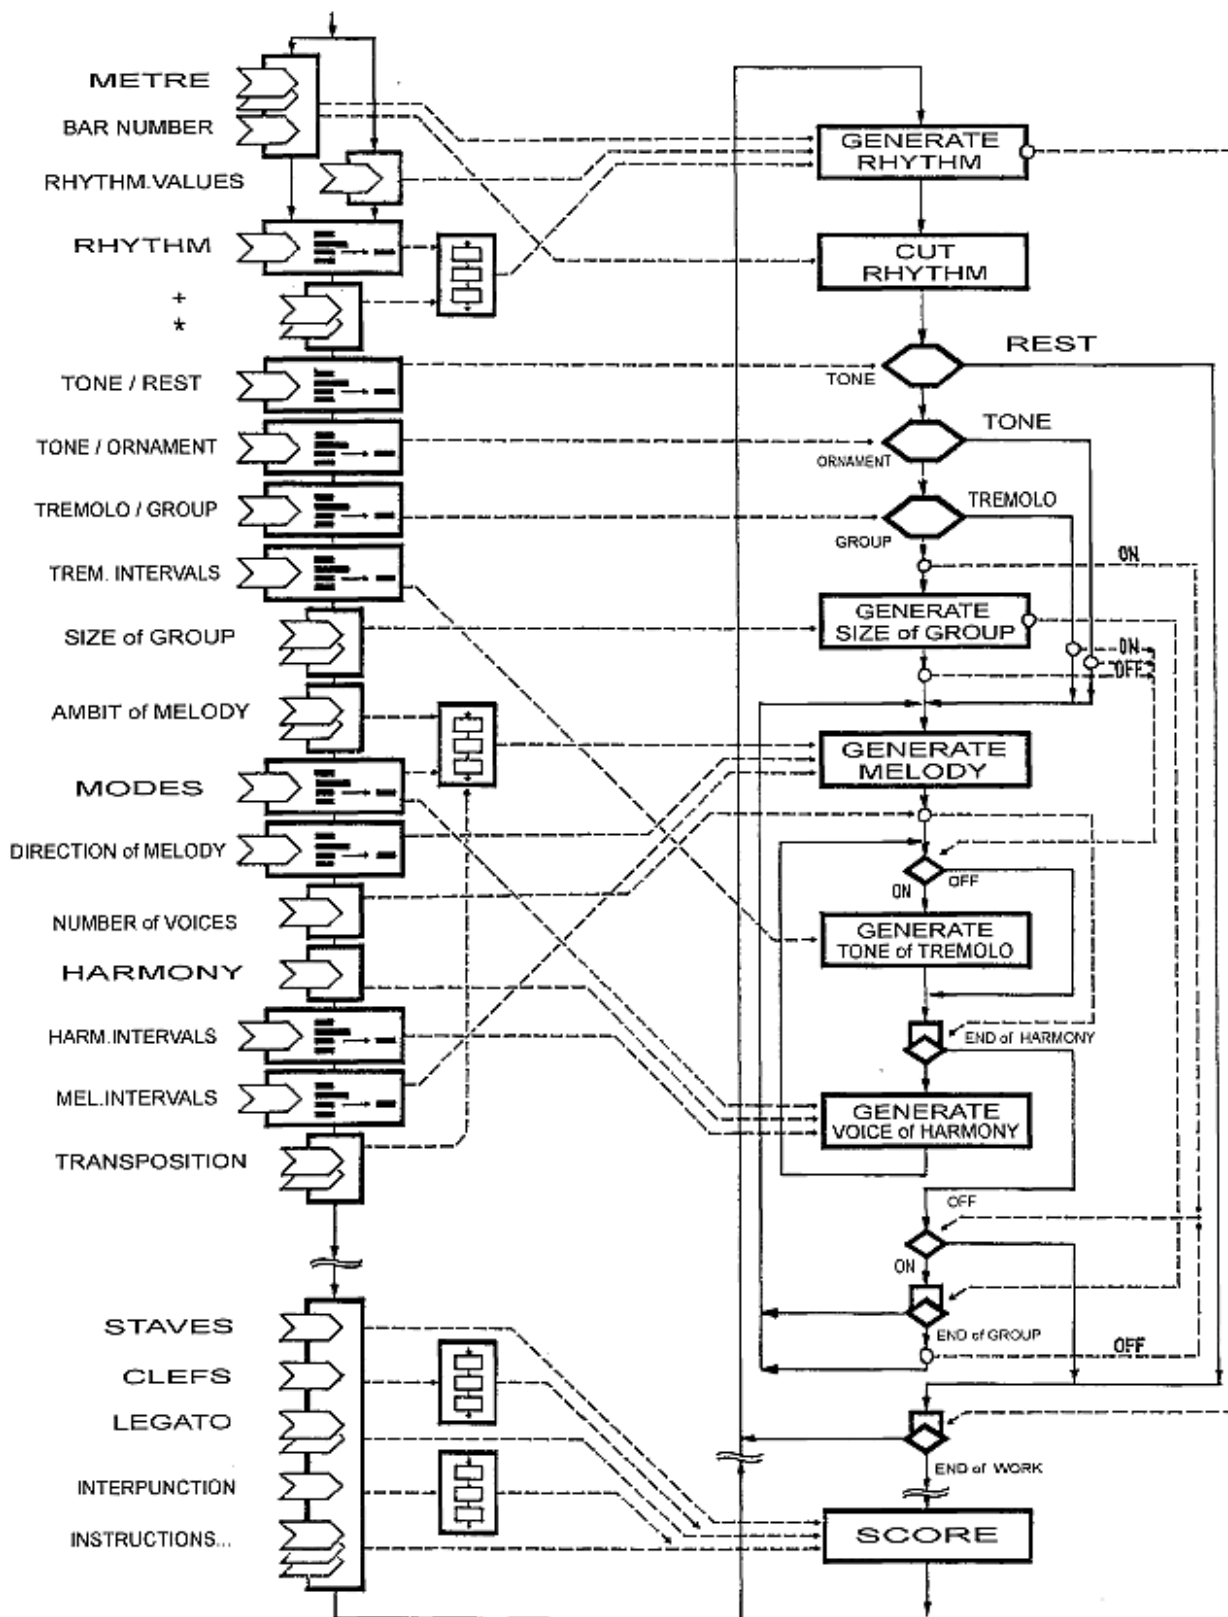 METRE
BAR NUMBER
RHYTHM.VALUES
RHYTHM
+
*
TONE / REST
TONE / ORNAMENT
TREMOLO / GROUP
TREM. INTERVALS
SIZE of GROUP
AMBIT of MELODY
MODES
DIRECTION of MELODY
NUMBER of VOICES
HARMONY
HARM.INTERVALS
MEL.INTERVALS
TRANSPOSITION
STAVES
CLEFS
LEGATO
INTERPUNCTION
INSTRUCTIONS...
GENERATE
RHYTHM
CUT
RHYTHM
REST
TONE
TONE
ORNAMENT
TREMOLO
GROUP
ON
GENERATE
SIZE of GROUP
ON
OFF
GENERATE
MELODY
OFF
ON
GENERATE
TONE of TREMOLO
END of HARMONY
GENERATE
VOICE of HARMONY
OFF
ON
END of GROUP
OFF
END of WORK
SCORE